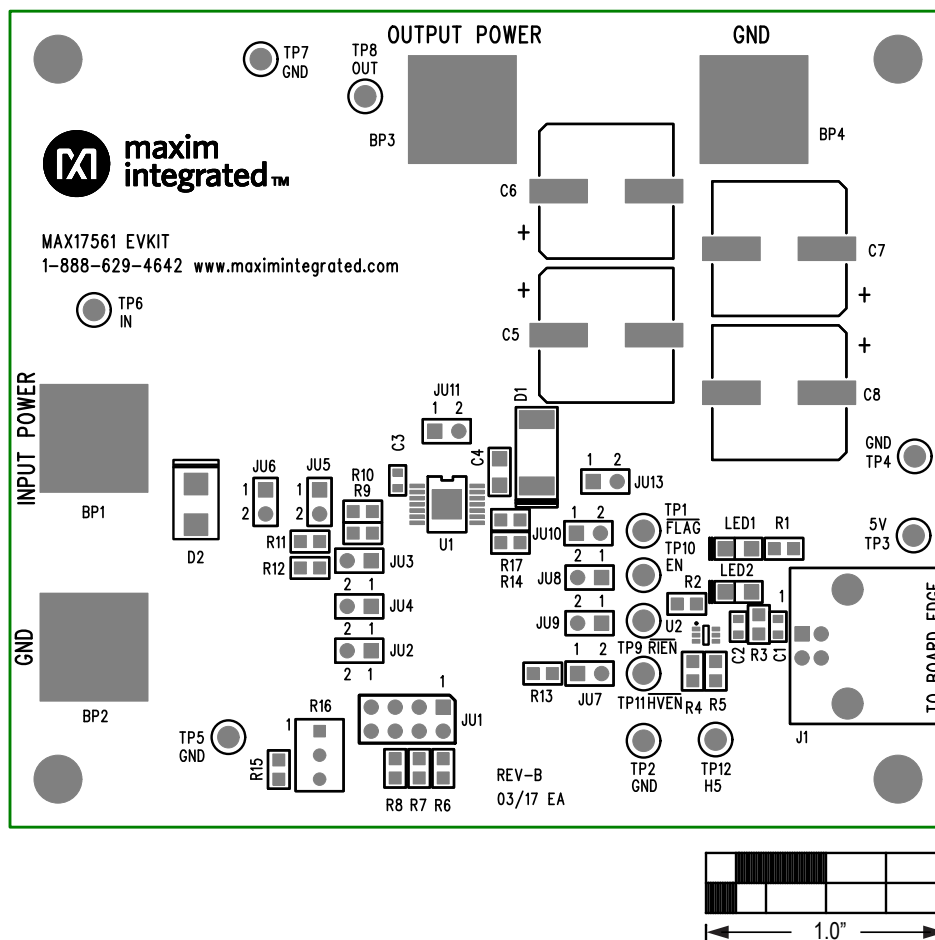 OUTPUT POWER
GND
TP7
GND
TP8
OUT
BP3
BP4
maxim
integrated™
C6
+
C7
+
MAX17561 EVKIT
1-888-629-4642 www.maximintegrated.com
TP6
IN
+
C5
+
C8
INPUT POWER
BP1
JU11
1 2
D1
GND
TP4
C3
C4
JU6
1
2
JU5
1
2
R10
R9
U1
1 2
JU13
D2
R11
R12
JU3
2 1
R17
R14
1 2
JU10
TP1
FLAG
TP10
EN
LED1
R1
5V
TP3
2 1
JU8
LED2
R2
JU4
2 1
JU9
U2
TP9 RIEN
C2
R3
C1
1
GND
BP2
JU2
2 1
R13
1 2
JU7
TP11 HVEN
R4
R5
TO BOARD EDGE
J1
TP5
GND
R15
1
R16
1
JU1
R8 R7 R6
TP2
GND
TP12
H5
REV-B
03/17 EA
1.0”